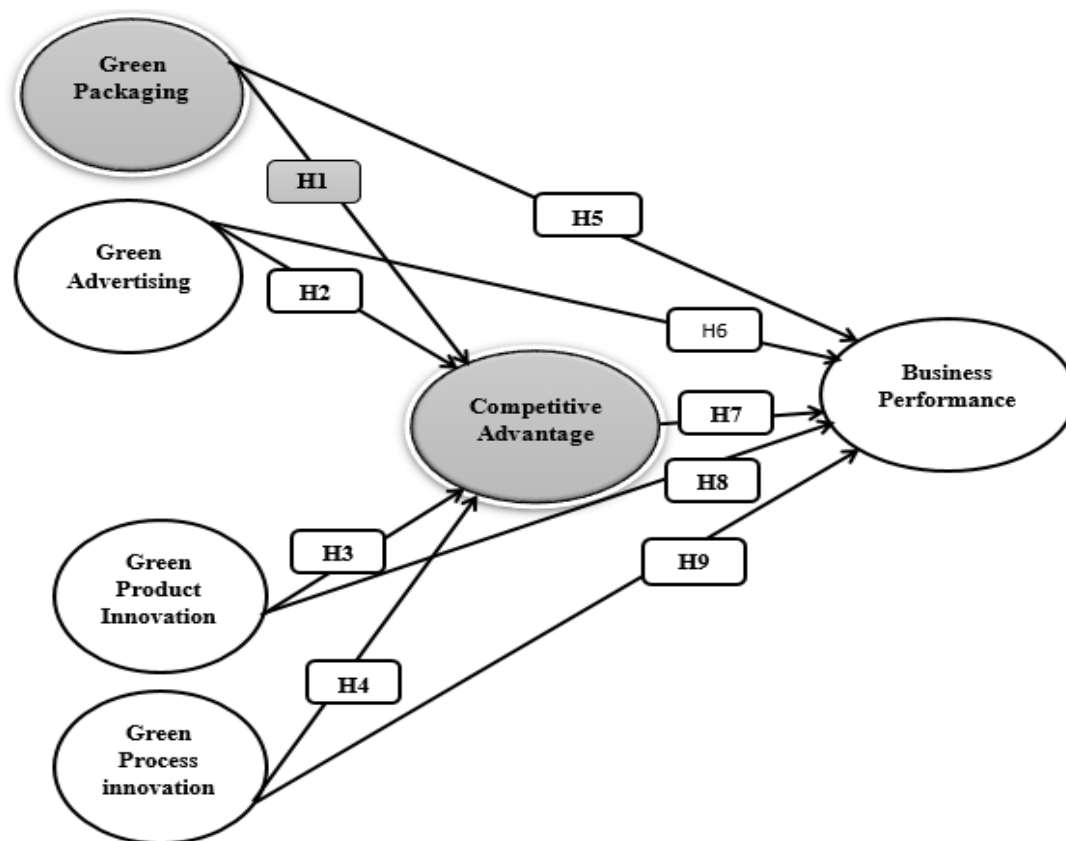 Green
Packaging
H1
H5
Green
Advertising
H2
H6
Business
Performance
Competitive
Advantage
H7
H8
H3
Green
Product
Innovation
H9
H4
Green
Process
innovation